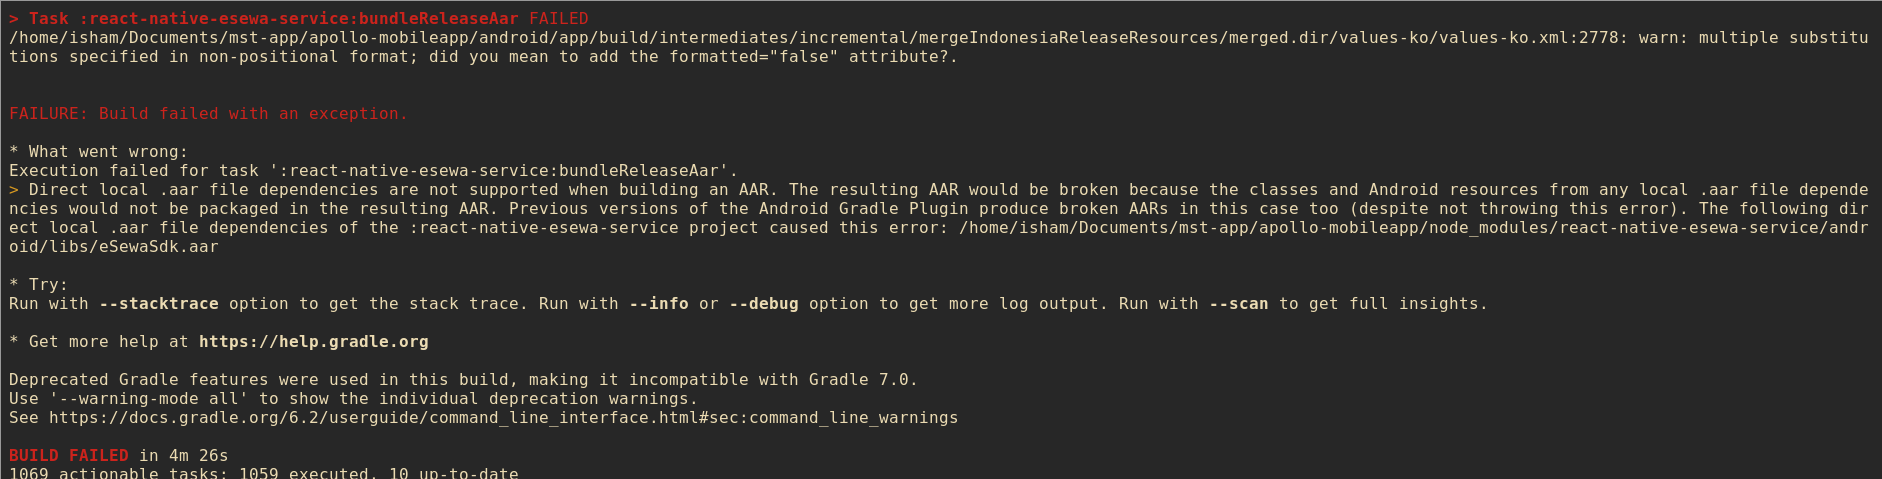 > Task :react-native-esewa-service:bundleReleaseAar FAILED
/home/isham/Documents/mst-app/apollo-mobileapp/android/app/build/intermediates/incremental/mergeIndonesiaReleaseResources/merged.dir/values-ko/values-ko.xml:2778: warn: multiple substitu
tions specified in non-positional format; did you mean to add the formatted="false" attribute?.
FAILURE: Build failed with an exception.
* What went wrong:
Execution failed for task ':react-native-esewa-service:bundleReleaseAar'.
> Direct local .aar file dependencies are not supported when building an AAR. The resulting AAR would be broken because the classes and Android resources from any local .aar file depende
ncies would not be packaged in the resulting AAR. Previous versions of the Android Gradle Plugin produce broken AARs in this case too (despite not throwing this error). The following dir
ect local .aar file dependencies of the :react-native-esewa-service project caused this error: /home/isham/Documents/mst-app/apollo-mobileapp/node_modules/react-native-esewa-service/andr
oid/libs/eSewaSdk.aar
* Try:
Run with --stacktrace option to get the stack trace. Run with --info or --debug option to get more log output. Run with --scan to get full insights.
* Get more help at https://help.gradle.org
Deprecated Gradle features were used in this build, making it incompatible with Gradle 7.0.
Use '--warning-mode all' to show the individual deprecation warnings.
See https://docs.gradle.org/6.2/userguide/command_line_interface.html#sec:command_line_warnings
BUILD FAILED in 4m 26s
1069 actionable tasks: 1059 executed, 10 up-to-date